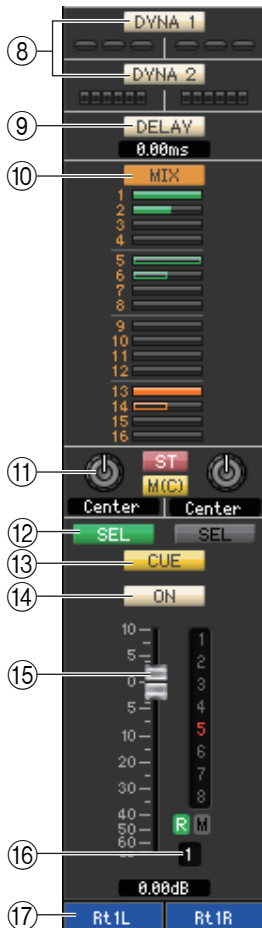 DYNA 1
⑧
DYNA 2
⑨ DELAY
0.00ms
⑩ MIX
1
2
3
4
5
6
7
8
9
10
11
12
13
14
15
16
⑪ ST
M(C)
Center Center
⑫ SEL SEL
⑬ CUE
⑭ ON
10 1
5 2
3
⑮ 0
5 4
5
10 6
20 7
30 8
40 R M
50
60
⑯ 1
0.00dB
⑰ Rt1L Rt1R